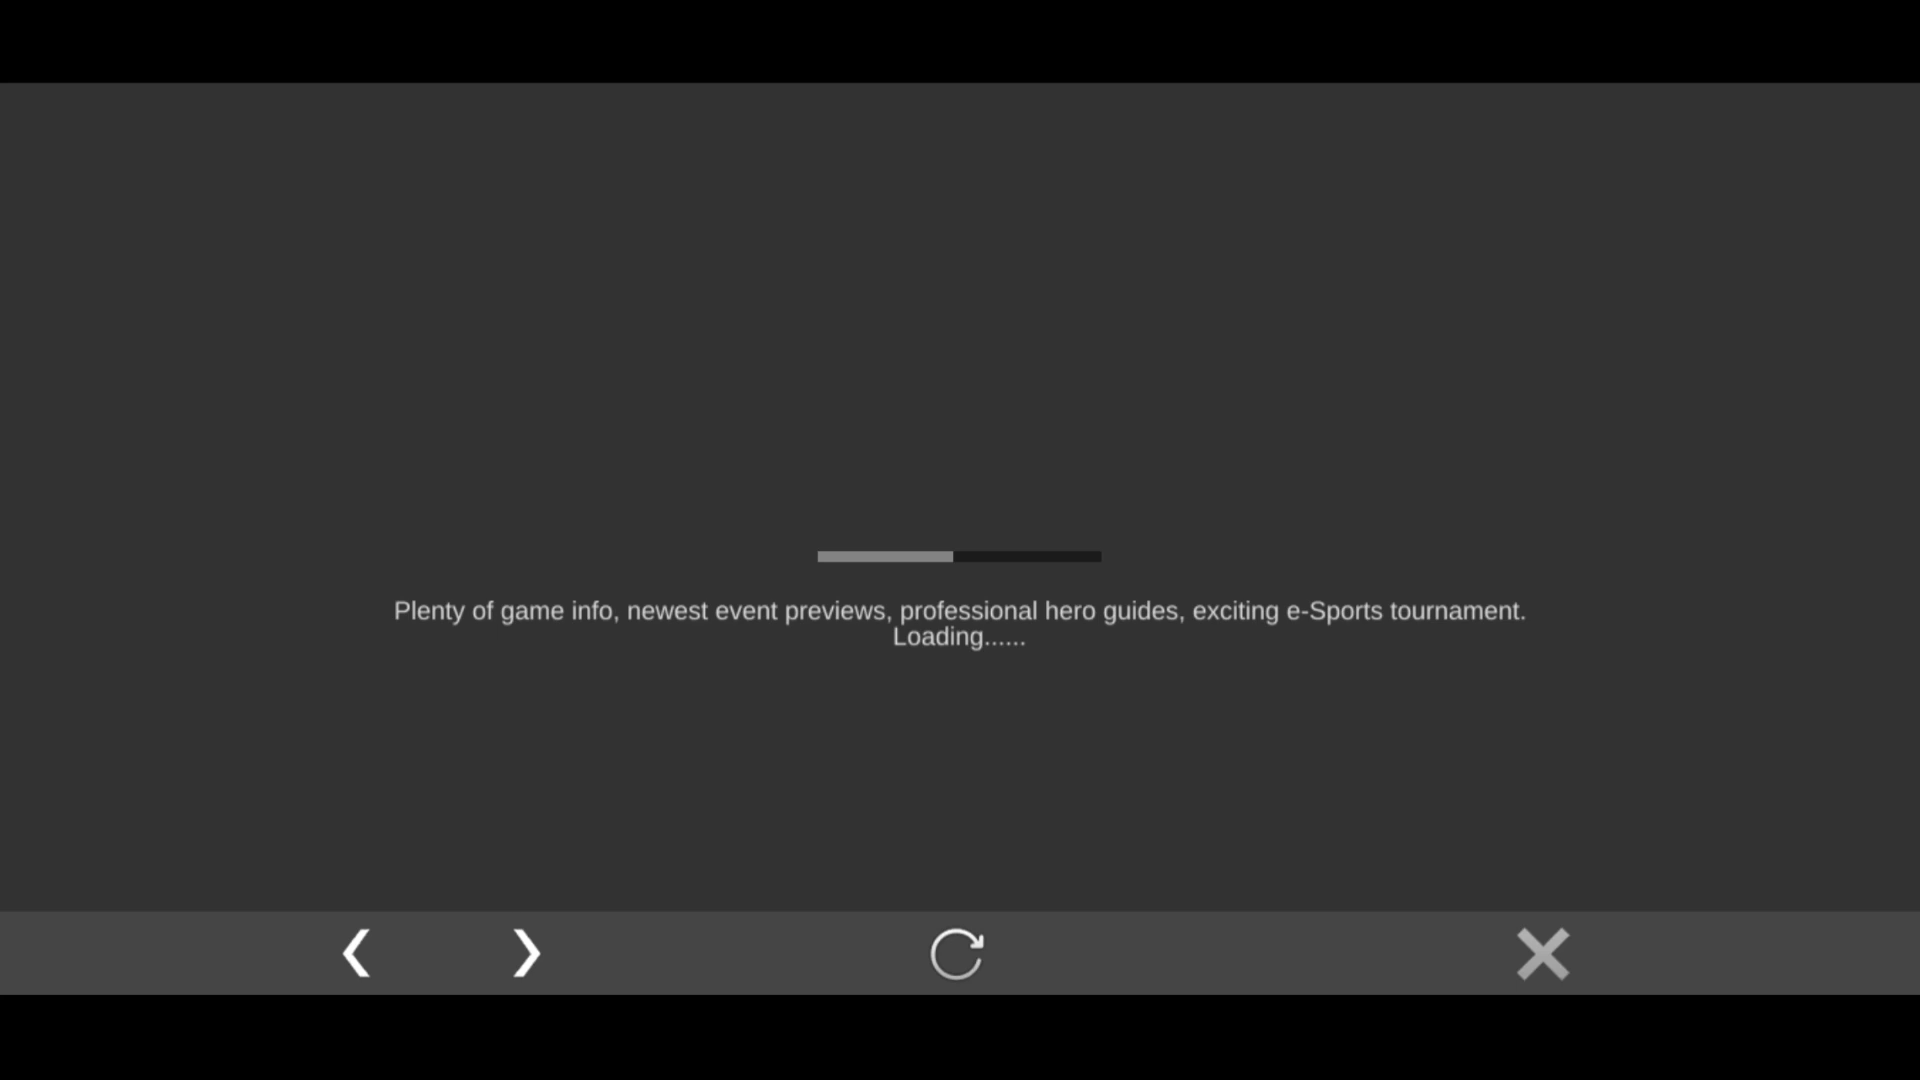 Plenty of game info, newest event previews, professional hero guides, exciting e-Sports tournament.
Loading......